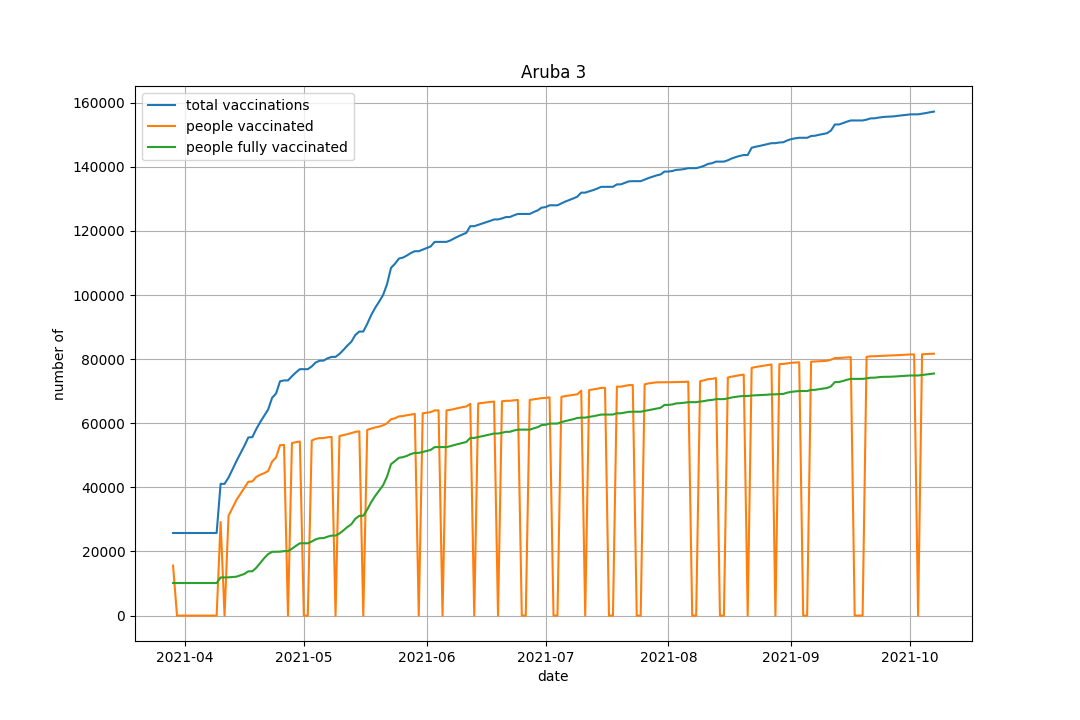 Aruba 3
total vaccinations
people vaccinated
people fully vaccinated
160000
140000
120000
100000
80000
60000
40000
20000
0
number of
2021-04 2021-05 2021-06 2021-07 2021-08 2021-09 2021-10
date